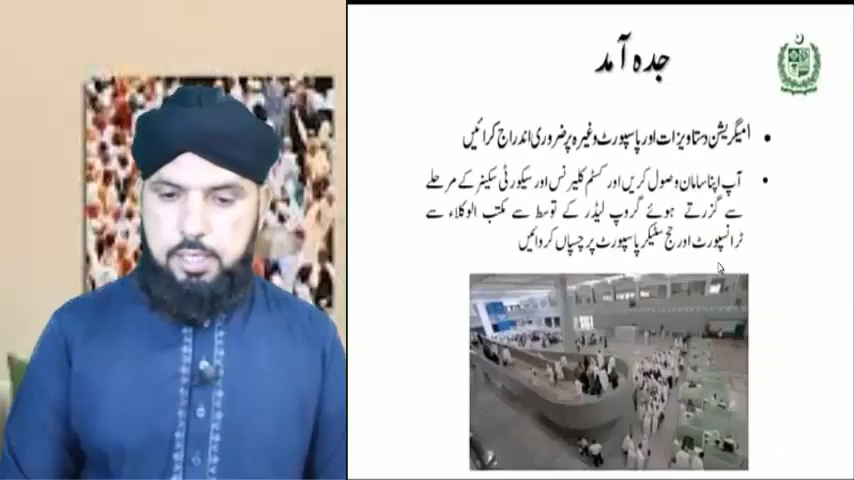 جدہ آمد
• امیگریشن دستاویزات اور پاسپورٹ وغیرہ پر ضروری اندراج کرائیں
• آپ اپنا سامان وصول کریں اور کسٹم کلیرنس اور سیکورٹی سکینر کے مرحلے
سے گزرتے ہوئے گروپ لیڈر کے توسط سے مکتب الوکلاء سے
ٹرانسپورٹ اور حج سٹیکر پاسپورٹ پر چسپاں کروائیں